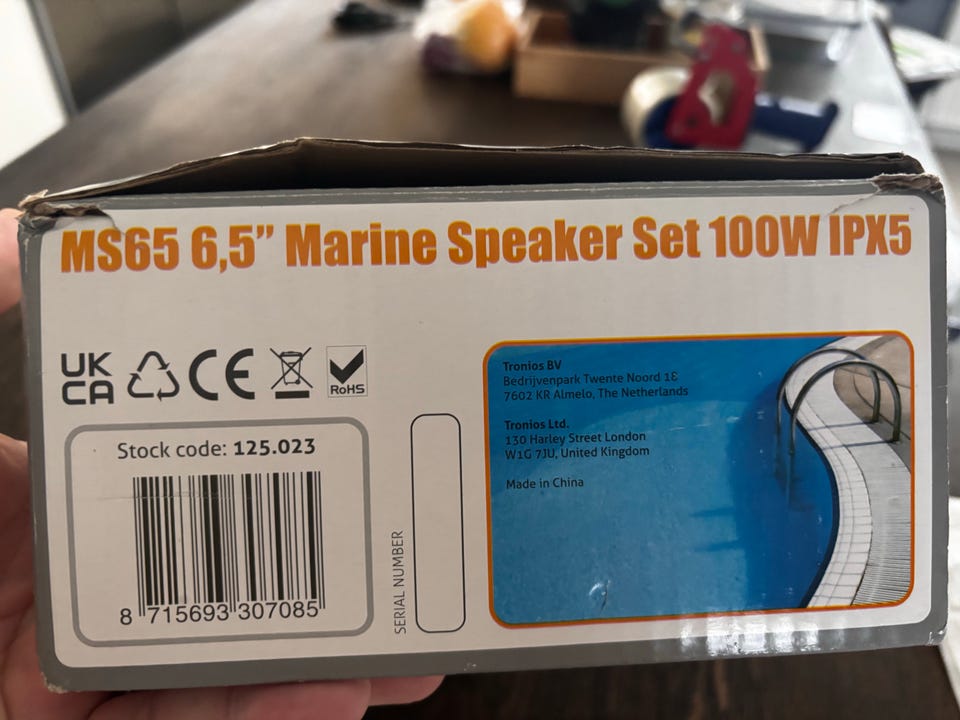 MS65 6,5” Marine Speaker Set 100W IPX5
UK
CA
CE
RoHS
Stock code: 125.023
8 715693 307085
SERIAL NUMBER
Tronios BV
Bedrijvenpark Twente Noord 18
7602 KR Almelo, The Netherlands
Tronios Ltd.
130 Harley Street London
W1G 7JU, United Kingdom
Made in China